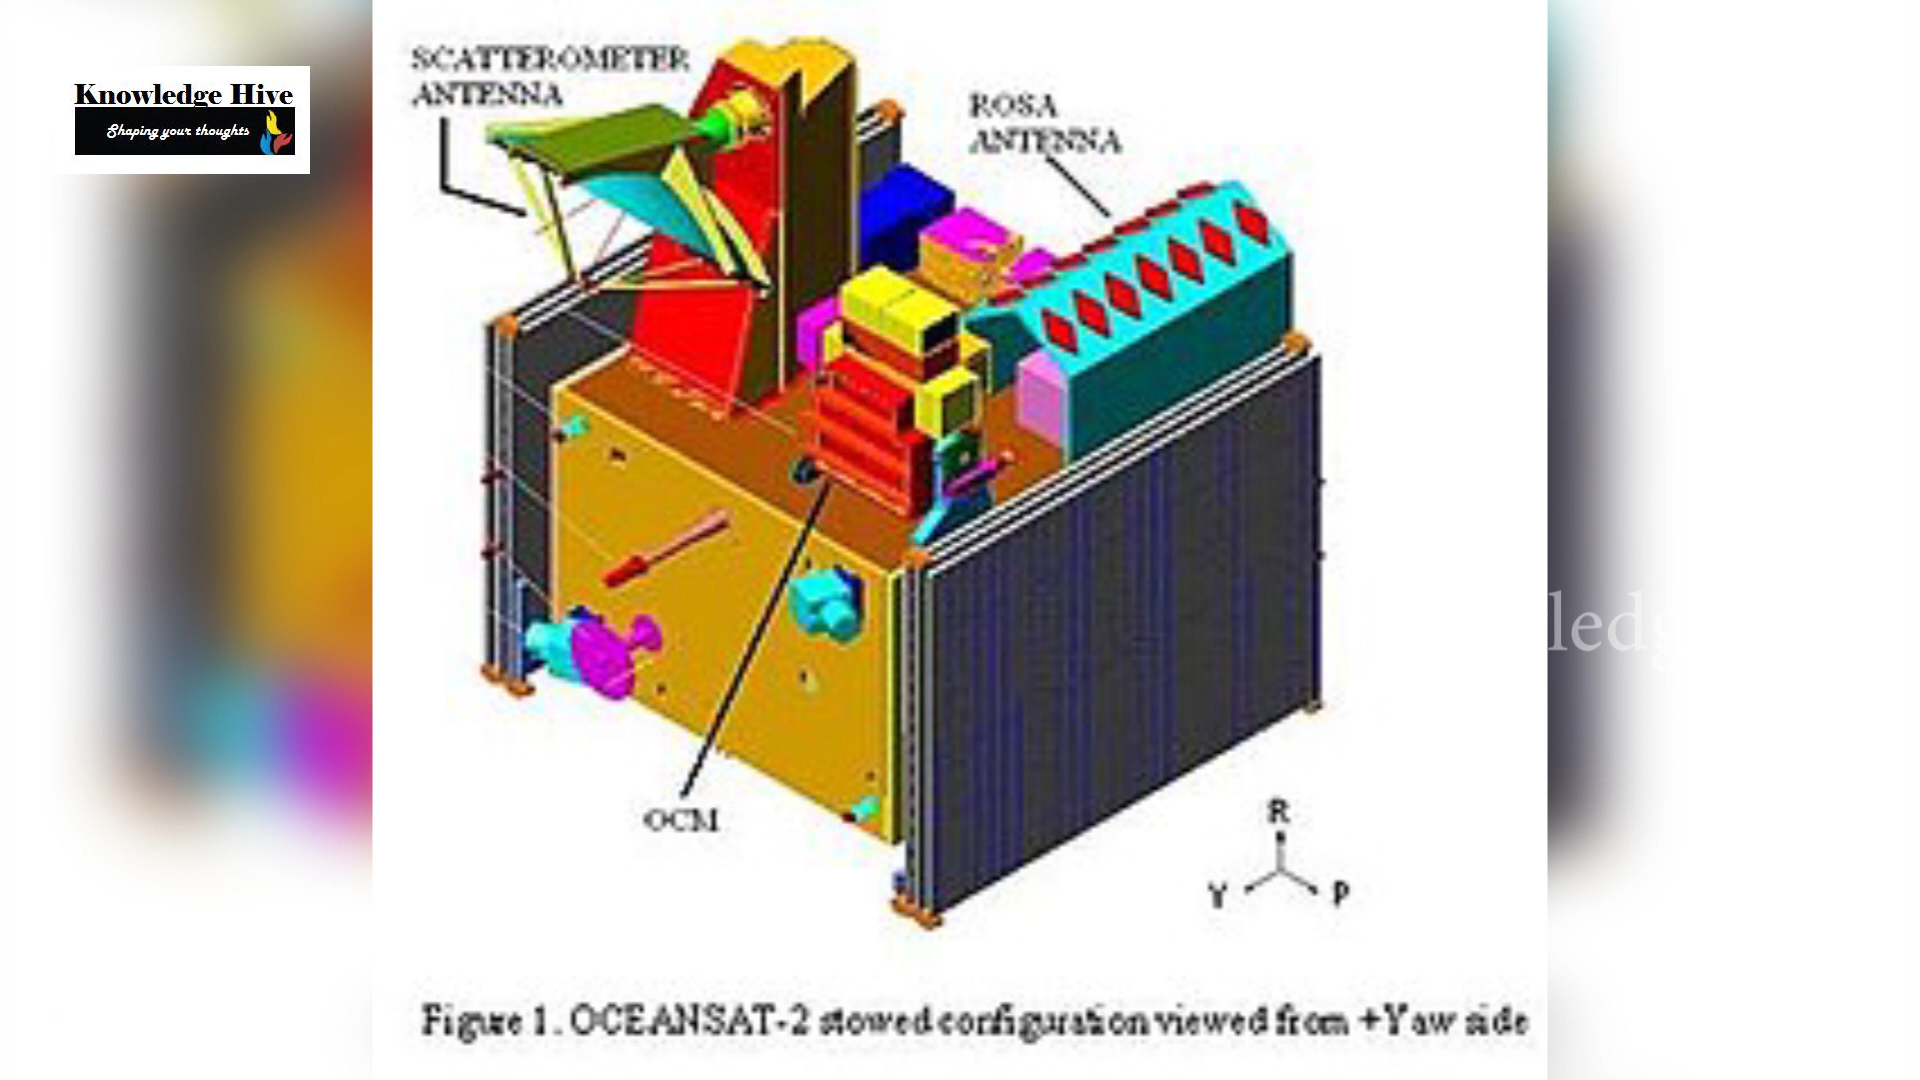 Knowledge Hive
Shaping your thoughts
SCATTEROMETER
ANTENNA
ROSA
ANTENNA
OCM
R
Y
P
Figure 1. OCEANSAT-2 stowed configuration viewed from +Yaw side